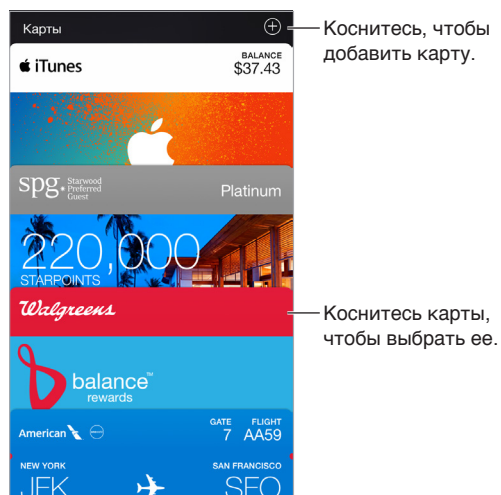 Карты
Коснитесь, чтобы
добавить карту.
iTunes
BALANCE
$37.43
spg. Starwood
Preferred
Guest
Platinum
220,000
STARPOINTS
Walgreens
Коснитесь карты,
чтобы выбрать ее.
balance™
rewards
American
GATE
7
FLIGHT
AA59
NEW YORK
JFK
SAN FRANCISCO
SFO